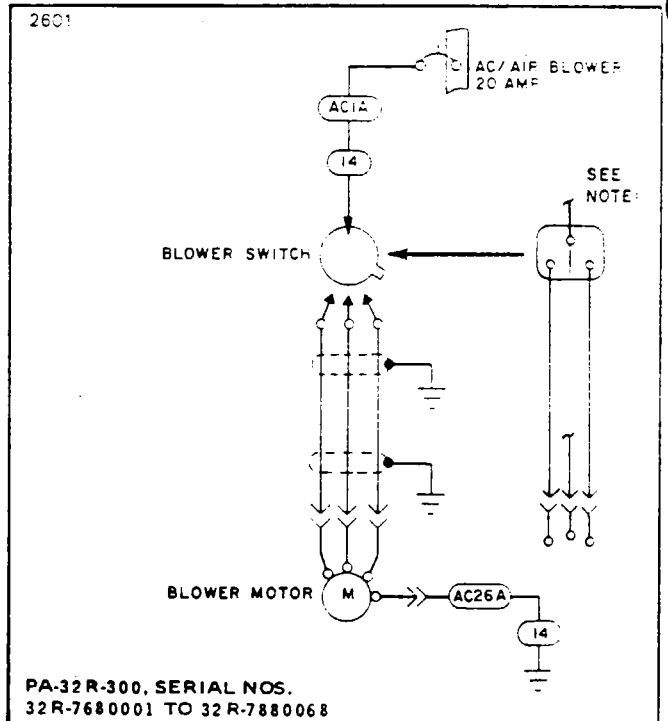 2601
AC/AIR BLOWER
20 AMP
AC1A
14
SEE
NOTE:
BLOWER SWITCH
BLOWER MOTOR
M
AC26A
14
PA-32R-300, SERIAL NOS.
32R-7680001 TO 32R-7880068